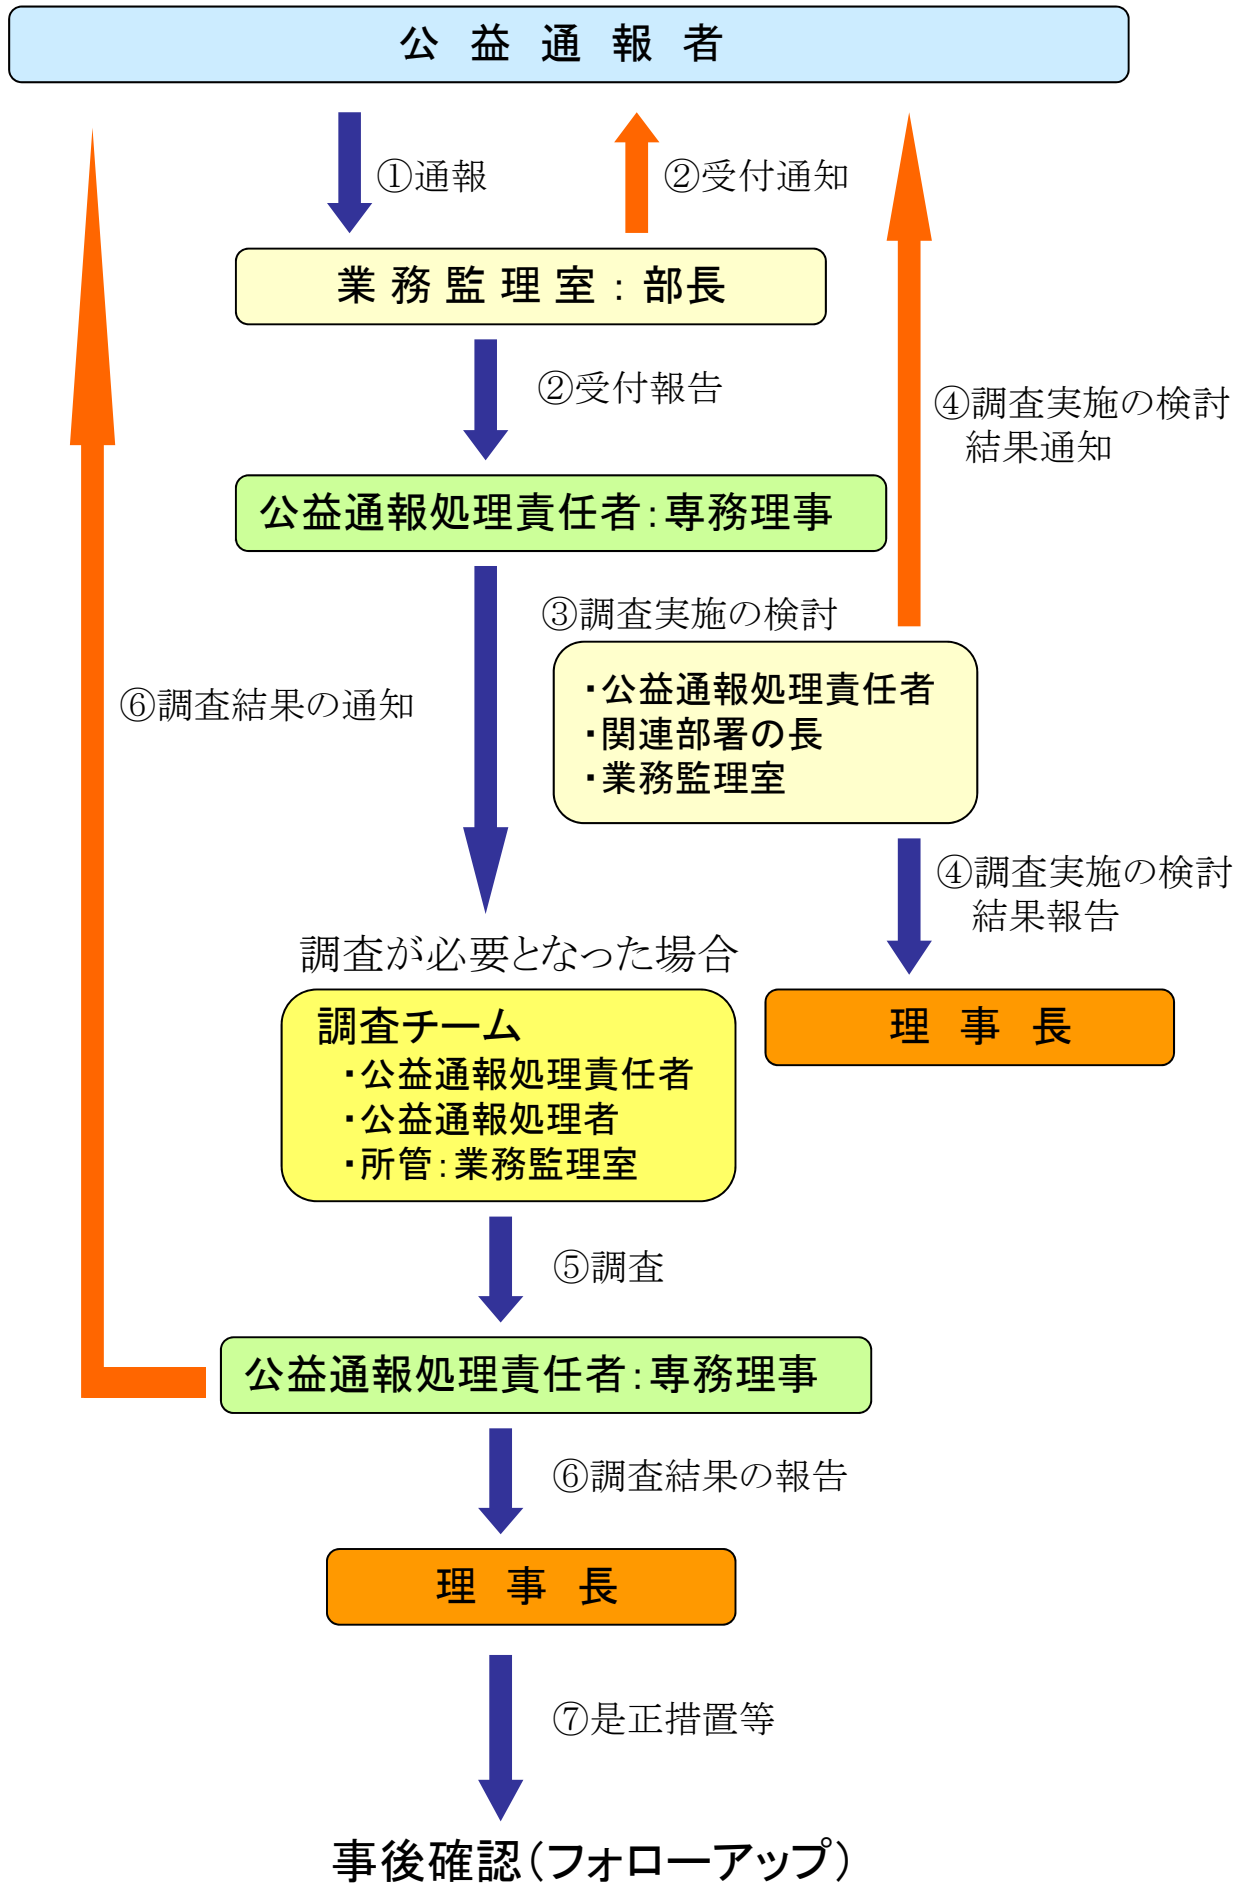 公益通報者
①通報
②受付通知
業務監理室：部長
②受付報告
④調査実施の検討
結果通知
公益通報処理責任者：専務理事
③調査実施の検討
・公益通報処理責任者
・関連部署の長
・業務監理室
⑥調査結果の通知
④調査実施の検討
結果報告
調査が必要となった場合
理事長
調査チーム
・公益通報処理責任者
・公益通報処理者
・所管：業務監理室
⑤調査
公益通報処理責任者：専務理事
⑥調査結果の報告
理事長
⑦是正措置等
事後確認（フォローアップ）